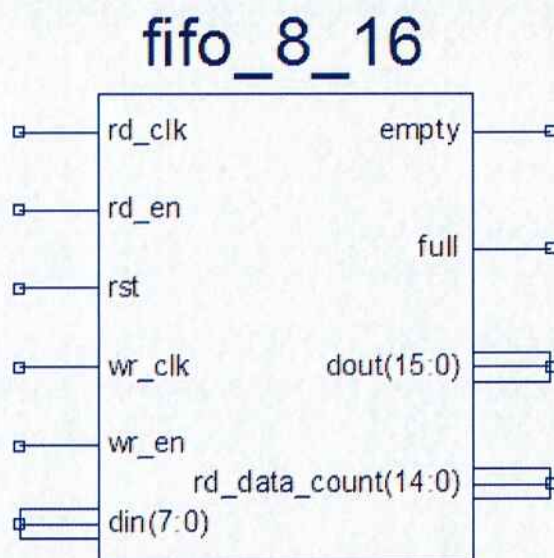 fifo_8_16
rd_clk
empty
rd_en
full
rst
wr_clk
dout(15:0)
wr_en
rd_data_count(14:0)
din(7:0)